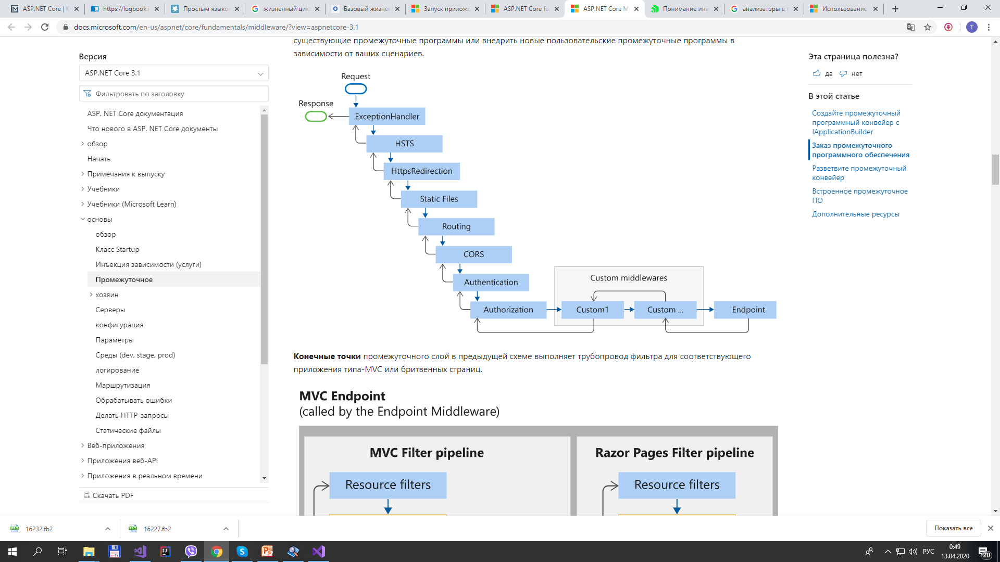 ASP.NET Core | K
https://logbook.
Простым языко
жизненный цик
Базовый жизне
Запуск приложе
ASP.NET Core fu
ASP.NET Core M
Понимание ини
анализаторы в
Использование
docs.microsoft.com/en-us/aspnet/core/fundamentals/middleware/?view=aspnetcore-3.1
T
Версия
ASP.NET Core 3.1
Фильтровать по заголовку
ASP. NET Core документация
Что нового в ASP. NET Core документы
обзор
Начать
Примечания к выпуску
Учебники
Учебники (Microsoft Learn)
основы
обзор
Класс Startup
Инъекция зависимости (услуги)
Промежуточное
хозяин
Серверы
конфигурация
Параметры
Среды (dev, stage, prod)
логирование
Маршрутизация
Обрабатывать ошибки
Делать HTTP-запросы
Статические файлы
Веб-приложения
Приложения веб-API
Приложения в реальном времени
Скачать PDF
существующие промежуточные программы или внедрить новые пользовательские промежуточные программы в
зависимости от ваших сценариев.
Request
Response
ExceptionHandler
HSTS
HttpsRedirection
Static Files
Routing
CORS
Authentication
Custom middlewares
Authorization
Custom1
Custom ...
Endpoint
Конечные точки промежуточного слой в предыдущей схеме выполняет трубопровод фильтра для соответствующего
приложения типа-MVC или бритвенных страниц.
MVC Endpoint
(called by the Endpoint Middleware)
MVC Filter pipeline
Razor Pages Filter pipeline
Resource filters
Resource filters
Эта страница полезна?
да
нет
В этой статье
Создайте промежуточный
программный конвейер с
IApplicationBuilder
Заказ промежуточного
программного обеспечения
Разветвите промежуточный
конвейер
Встроенное промежуточное
ПО
Дополнительные ресурсы
16232.fb2
16227.fb2
Показать все
РУС
0:49
13.04.2020
20